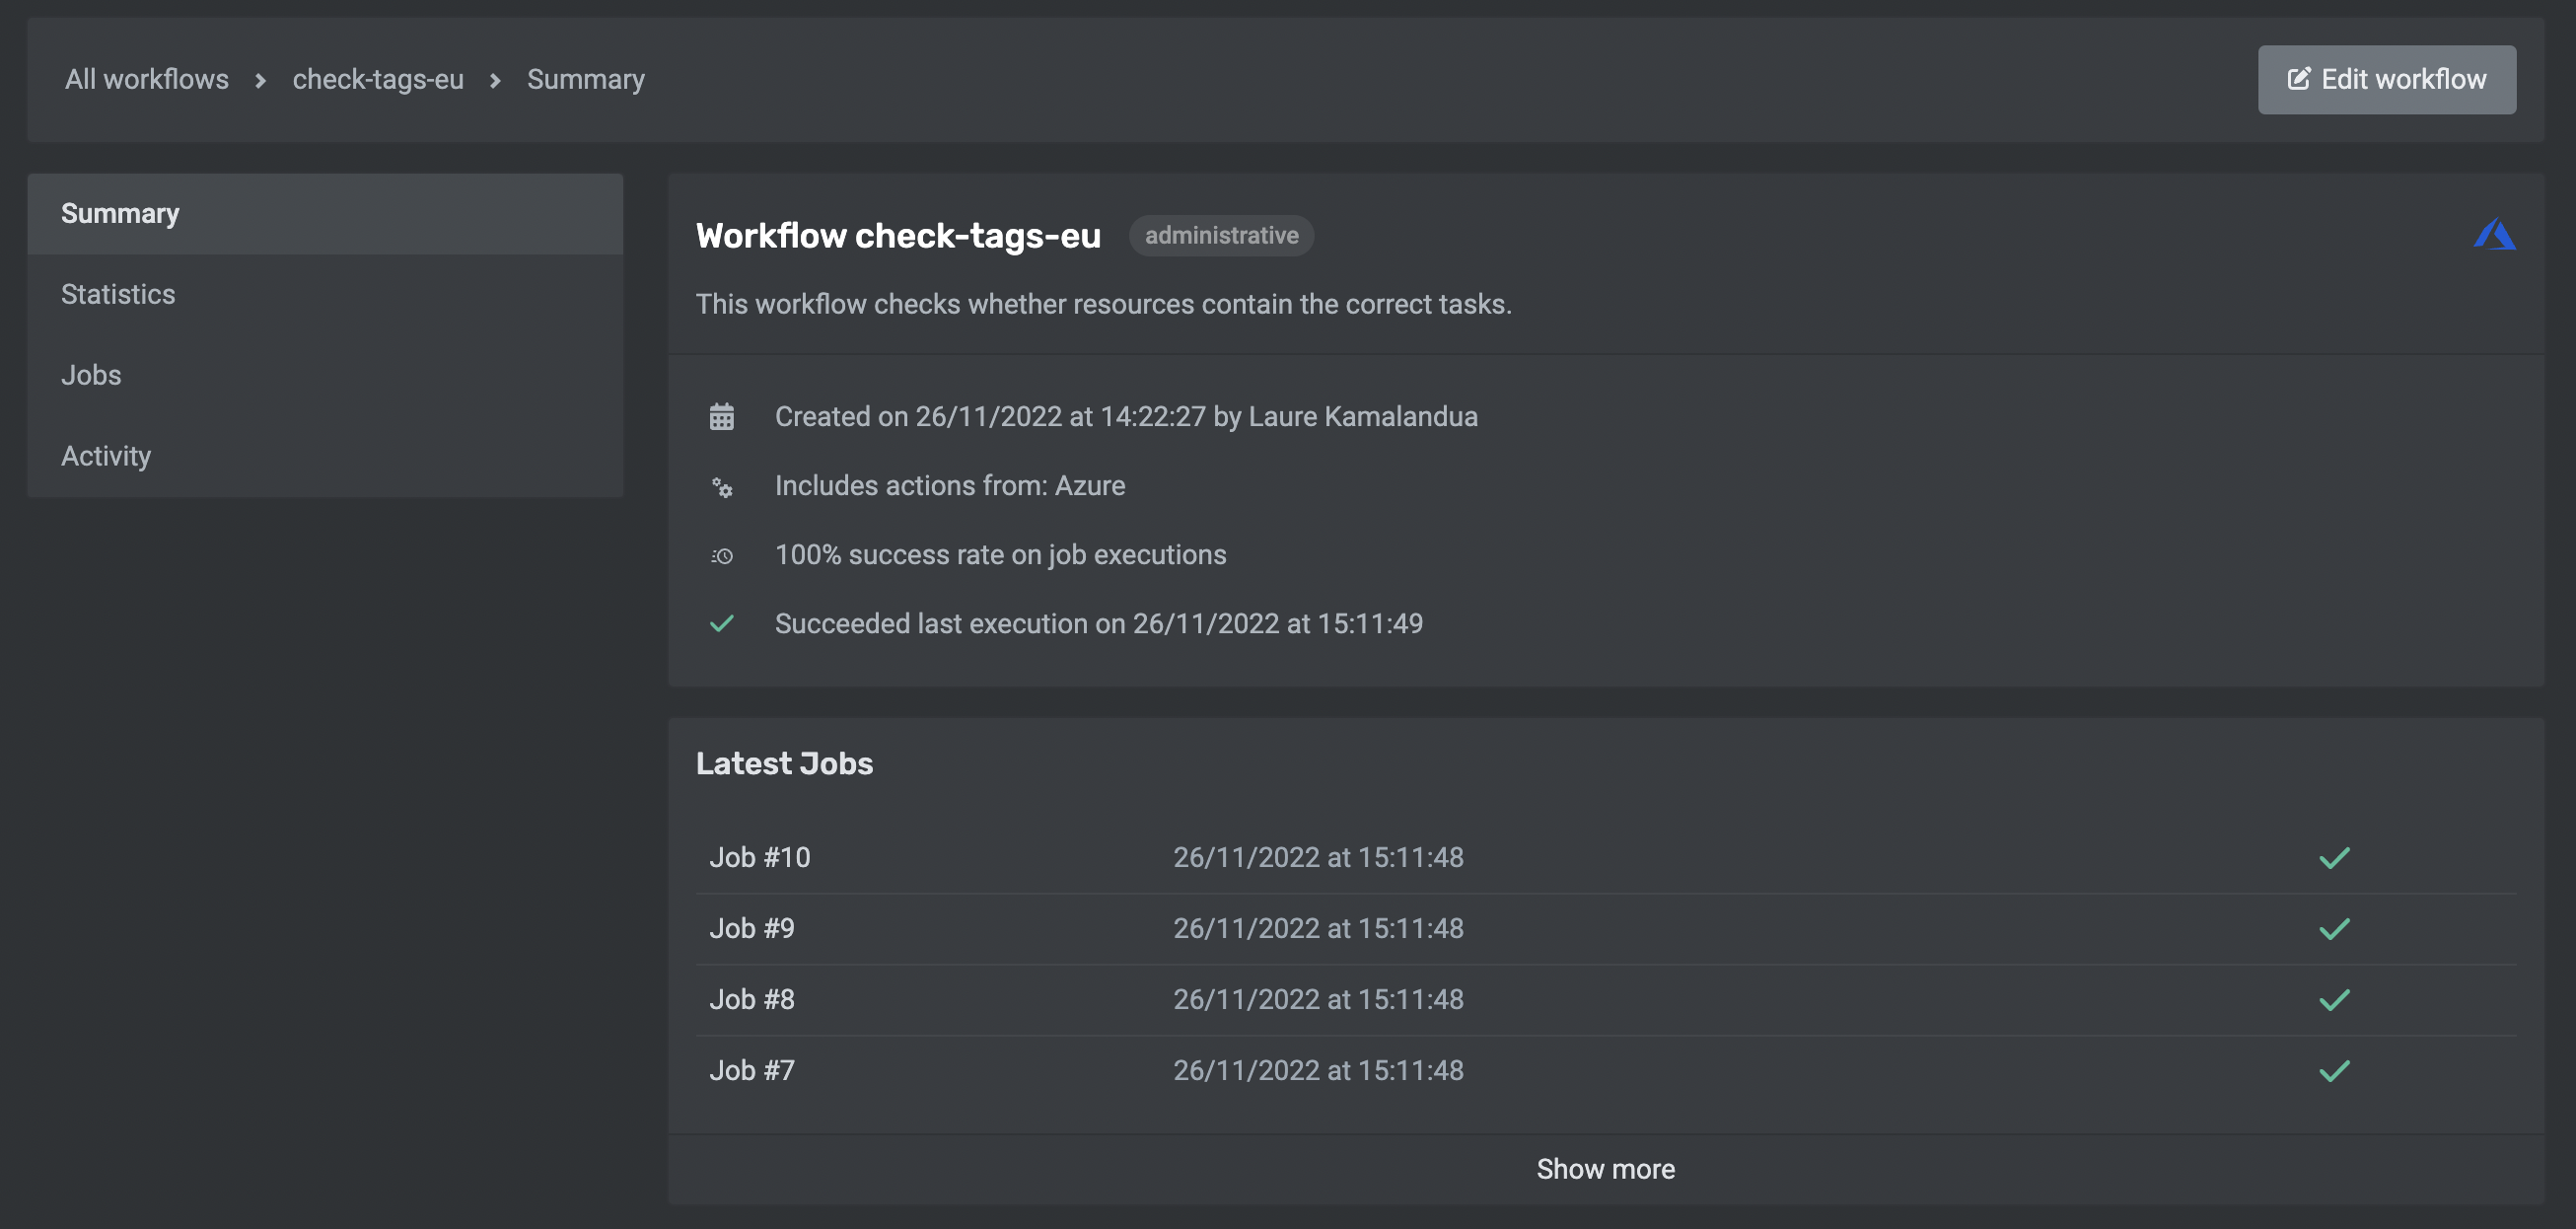 All workflows > check-tags-eu > Summary
Edit workflow
Summary
Statistics
Jobs
Activity
Workflow check-tags-eu administrative
This workflow checks whether resources contain the correct tasks.
Created on 26/11/2022 at 14:22:27 by Laure Kamalandua
Includes actions from: Azure
100% success rate on job executions
Succeeded last execution on 26/11/2022 at 15:11:49
Latest Jobs
Job #10 26/11/2022 at 15:11:48
Job #9 26/11/2022 at 15:11:48
Job #8 26/11/2022 at 15:11:48
Job #7 26/11/2022 at 15:11:48
Show more